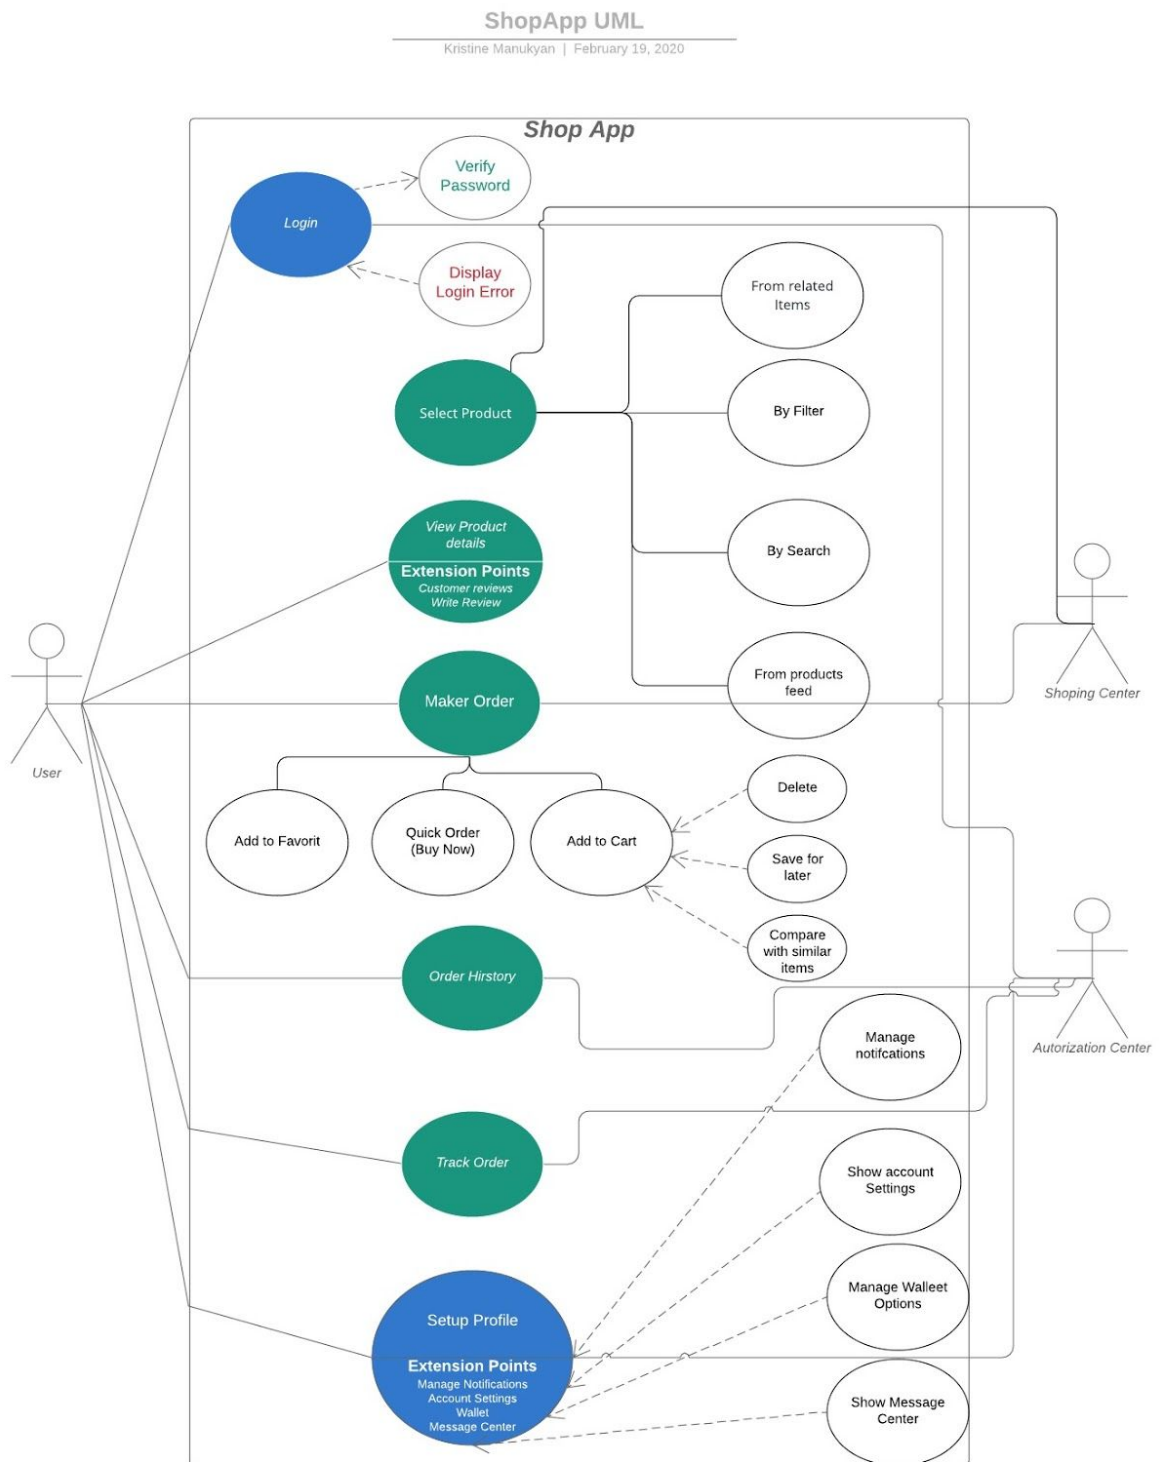 ShopApp UML
Kristine Manukyan | February 19, 2020
Shop App
Verify
Password
Login
Display
Login Error
From related
Items
Select Product
By Filter
View Product
details
Extension Points
Customer reviews
Write Review
By Search
From products
feed
Maker Order
Shoping Center
User
Delete
Add to Favorit
Quick Order
(Buy Now)
Add to Cart
Save for
later
Compare
with similar
items
Order Hirstory
Manage
notifcations
Autorization Center
Track Order
Show account
Settings
Manage Walleet
Options
Setup Profile
Extension Points
Manage Notifications
Account Settings
Wallet
Message Center
Show Message
Center